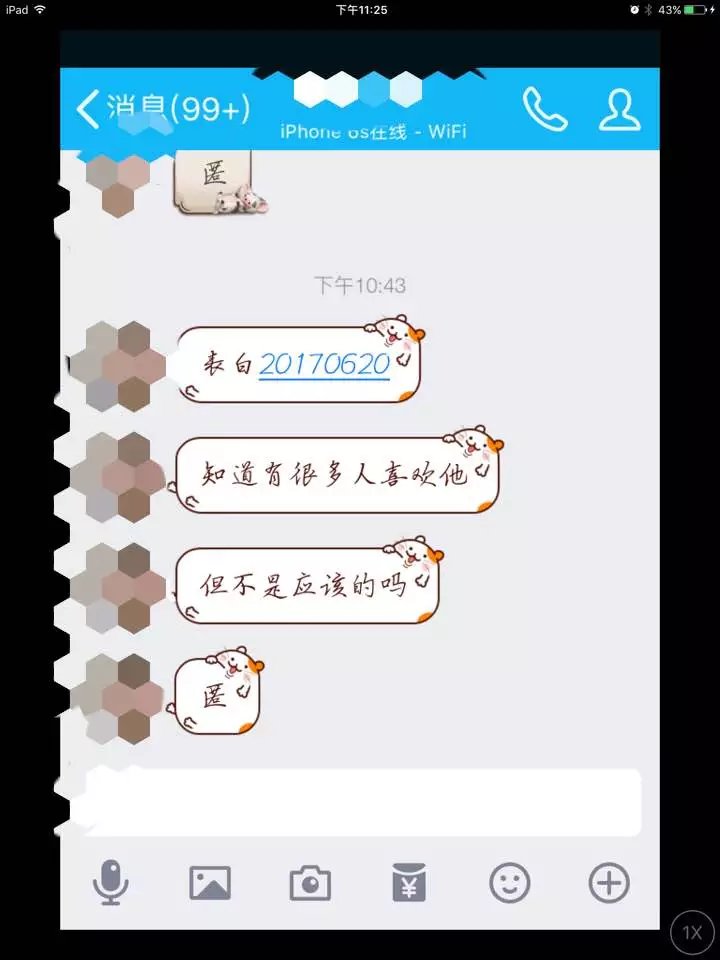 iPad 下午11:25 43%
消息(99+)
iPhone 6s在线 - WiFi
匿
下午10:43
表白20170620
知道有很多人喜欢他
但不是应该的吗
匿
1X